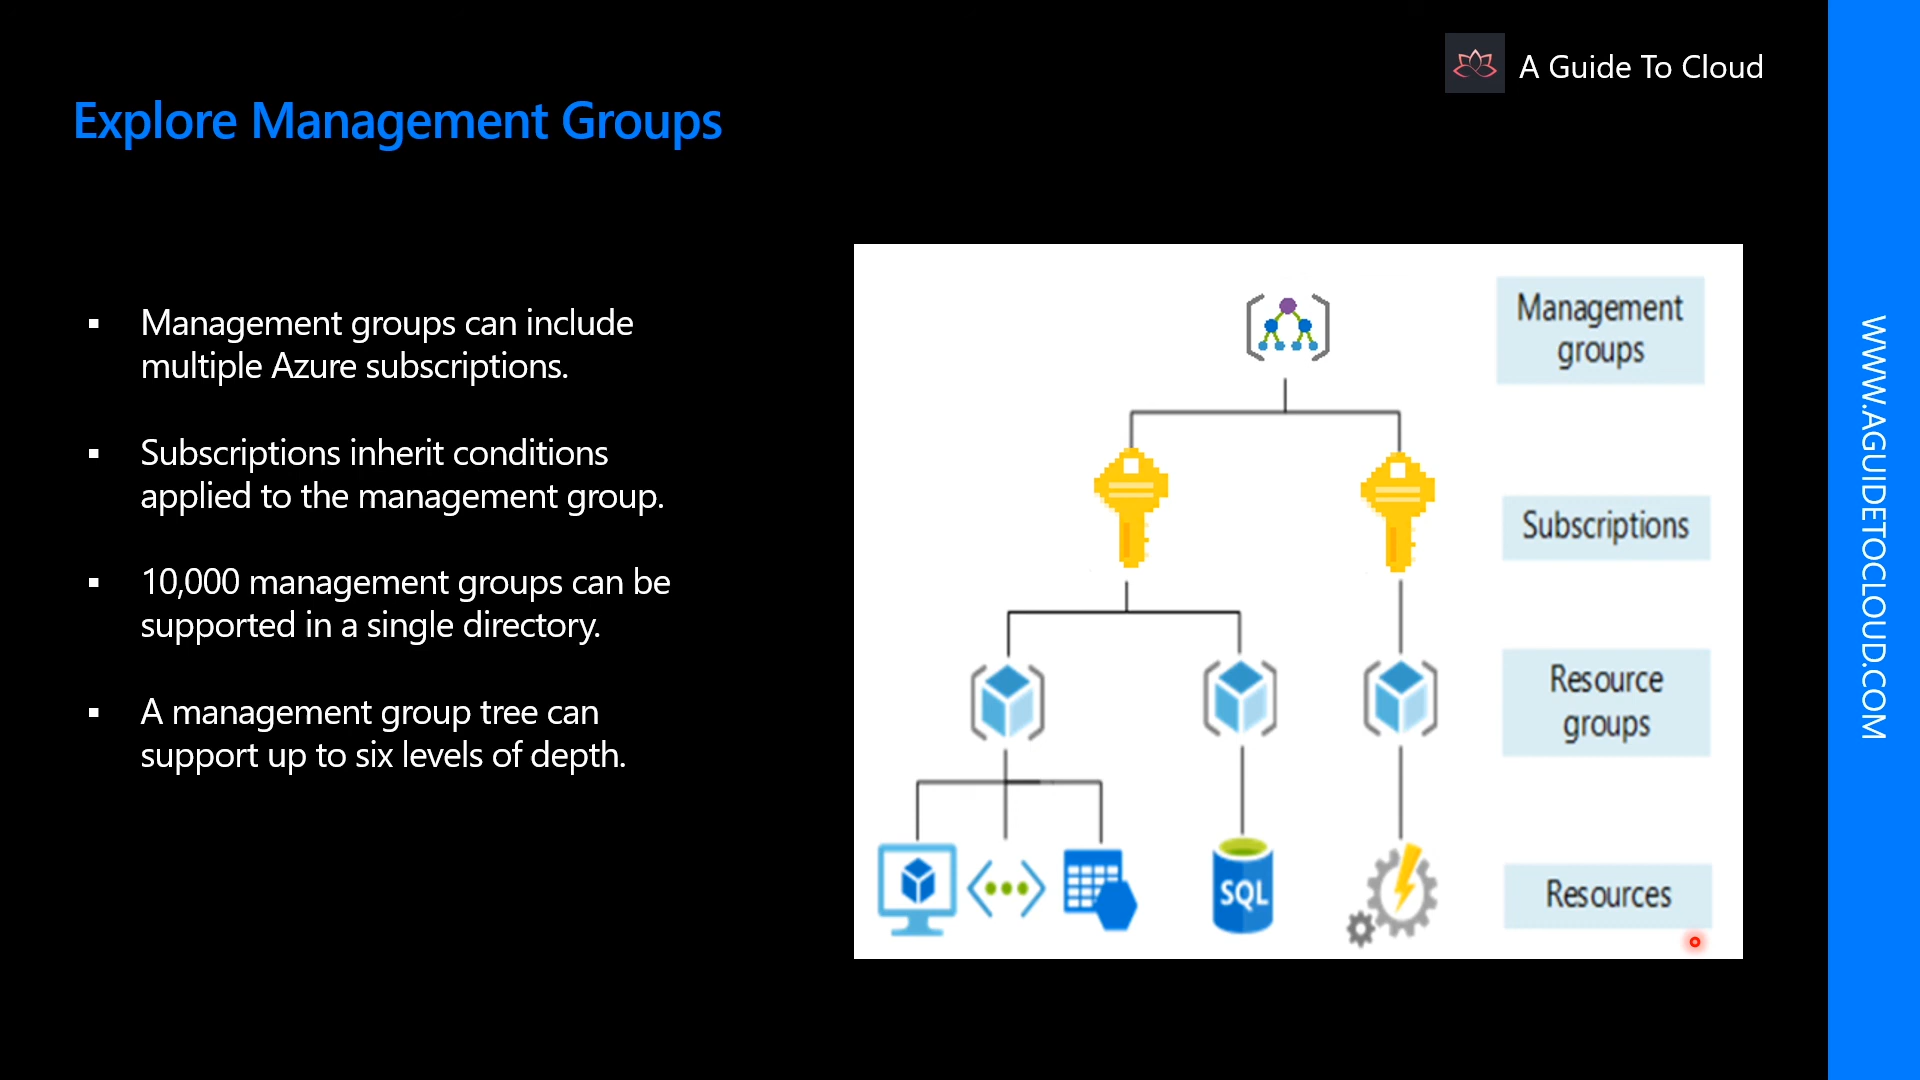 A Guide To Cloud
Explore Management Groups
▪ Management groups can include
multiple Azure subscriptions.
▪ Subscriptions inherit conditions
applied to the management group.
▪ 10,000 management groups can be
supported in a single directory.
▪ A management group tree can
support up to six levels of depth.
Management
groups
Subscriptions
Resource
groups
SQL
Resources
WWW.AGUIDETOCLOUD.COM